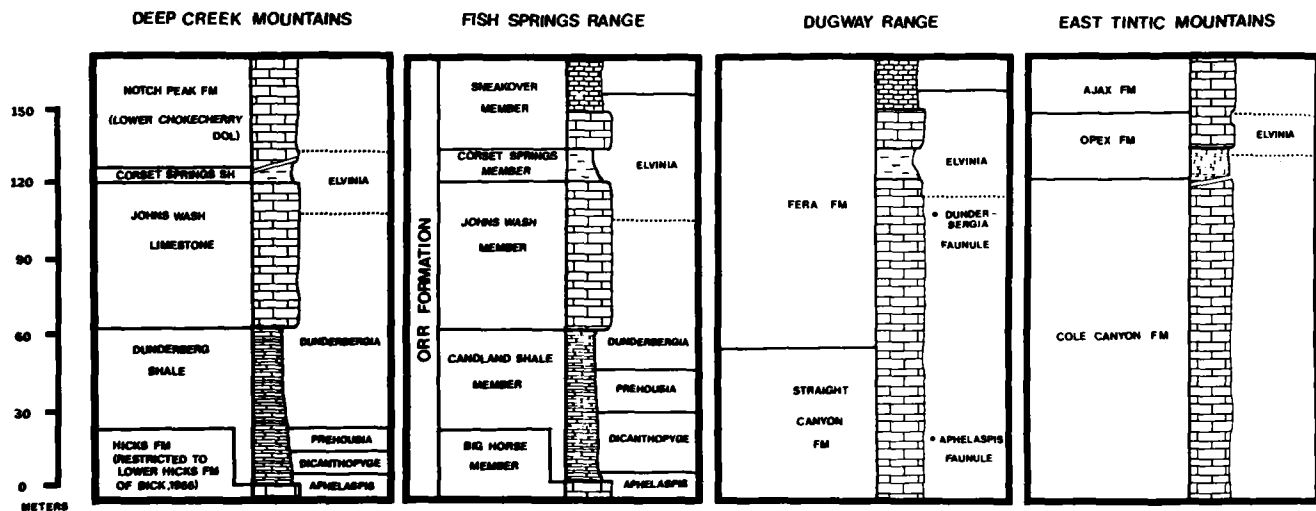 DEEP CREEK MOUNTAINS
FISH SPRINGS RANGE
DUGWAY RANGE
EAST TINTIC MOUNTAINS
150
120
90
60
30
0
METERS
NOTCH PEAK FM
(LOWER CHOKECHERRY
DOL)
CORSET SPRINGS SH
JOHNS WASH
LIMESTONE
DUNDERBERG
SHALE
HICKS FM
(RESTRICTED TO
LOWER HICKS FM
OF BICK, 1966)
ELVINIA
DUNDERBERGIA
PREHOUSIA
DICANTHOPYGE
APHELASPIS
ORR FORMATION
SNEAKOVER
MEMBER
CORSET SPRINGS
MEMBER
JOHNS WASH
MEMBER
CANDLAND SHALE
MEMBER
BIG HORSE
MEMBER
ELVINIA
DUNDERBERGIA
PREHOUSIA
DICANTHOPYGE
APHELASPIS
FERA FM
STRAIGHT
CANYON
FM
ELVINIA
• DUNDER-
BERGIA
FAUNULE
• APHELASPIS
FAUNULE
AJAX FM
OPEX FM
COLE CANYON FM
ELVINIA